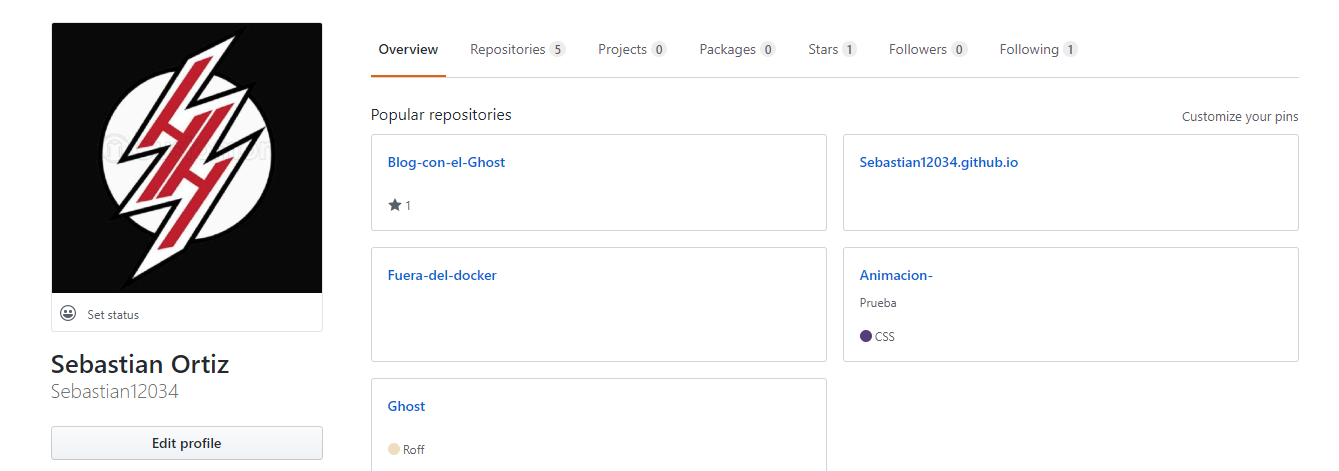 Overview Repositories 5 Projects 0 Packages 0 Stars 1 Followers 0 Following 1
Popular repositories Customize your pins
Blog-con-el-Ghost
1
Sebastian12034.github.io
Fuera-del-docker
Animacion-
Prueba
CSS
Ghost
Roff
Set status
Sebastian Ortiz
Sebastian12034
Edit profile